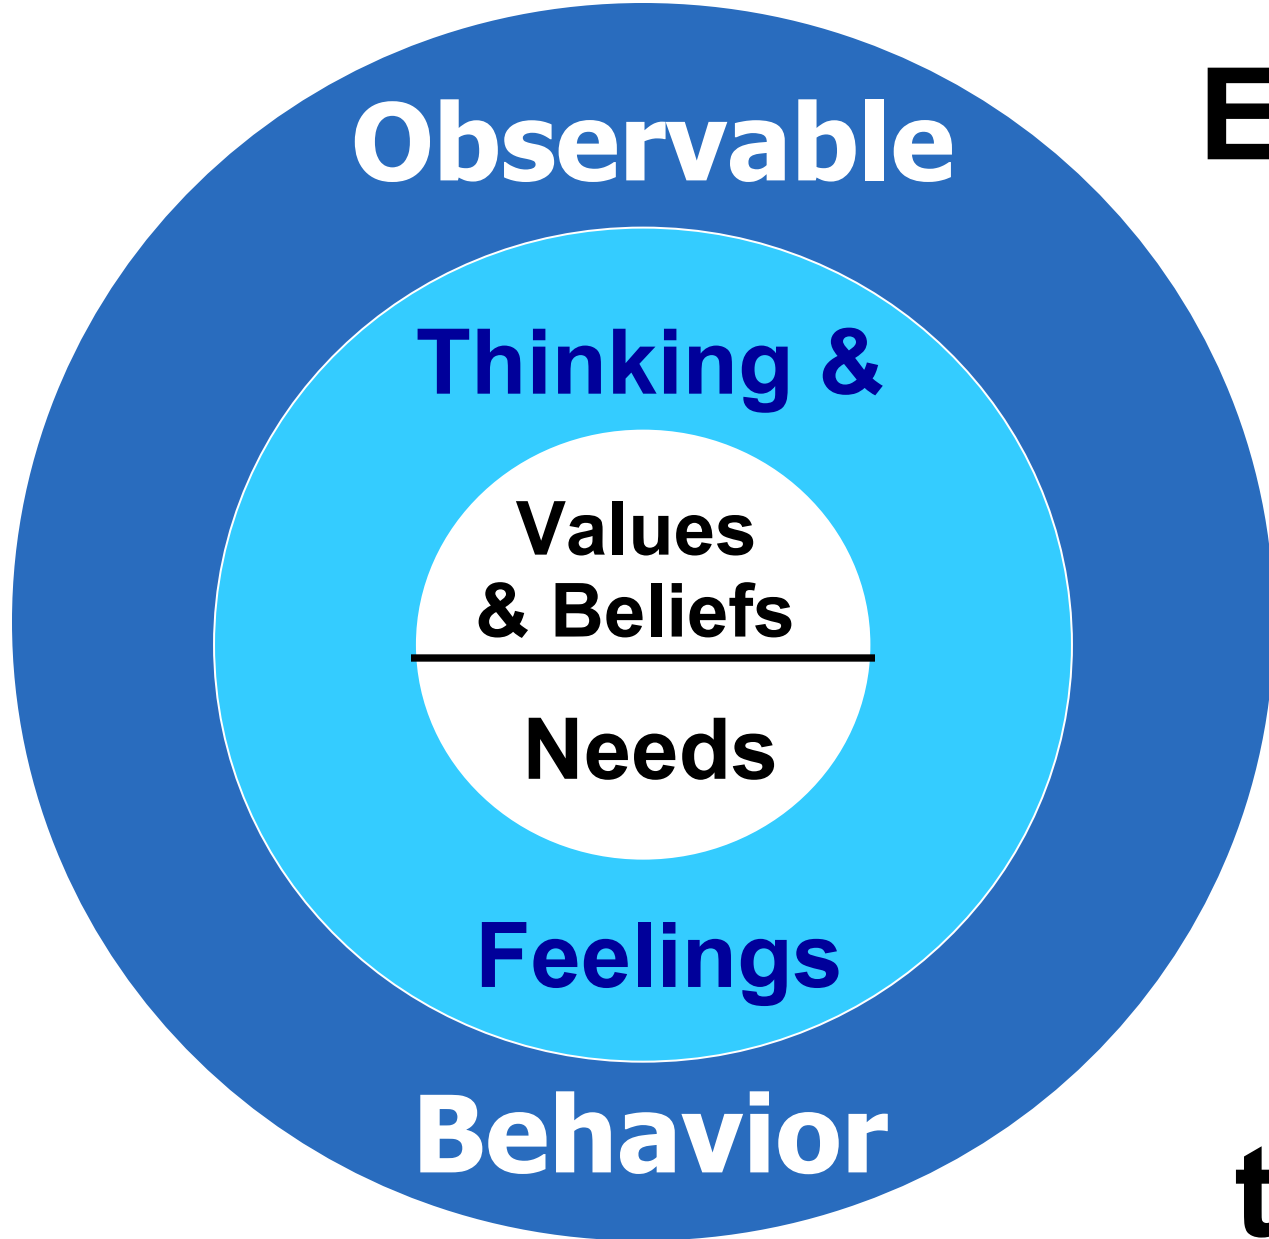 Observable
E
Thinking &
Values
& Beliefs
Needs
Feelings
Behavior
t